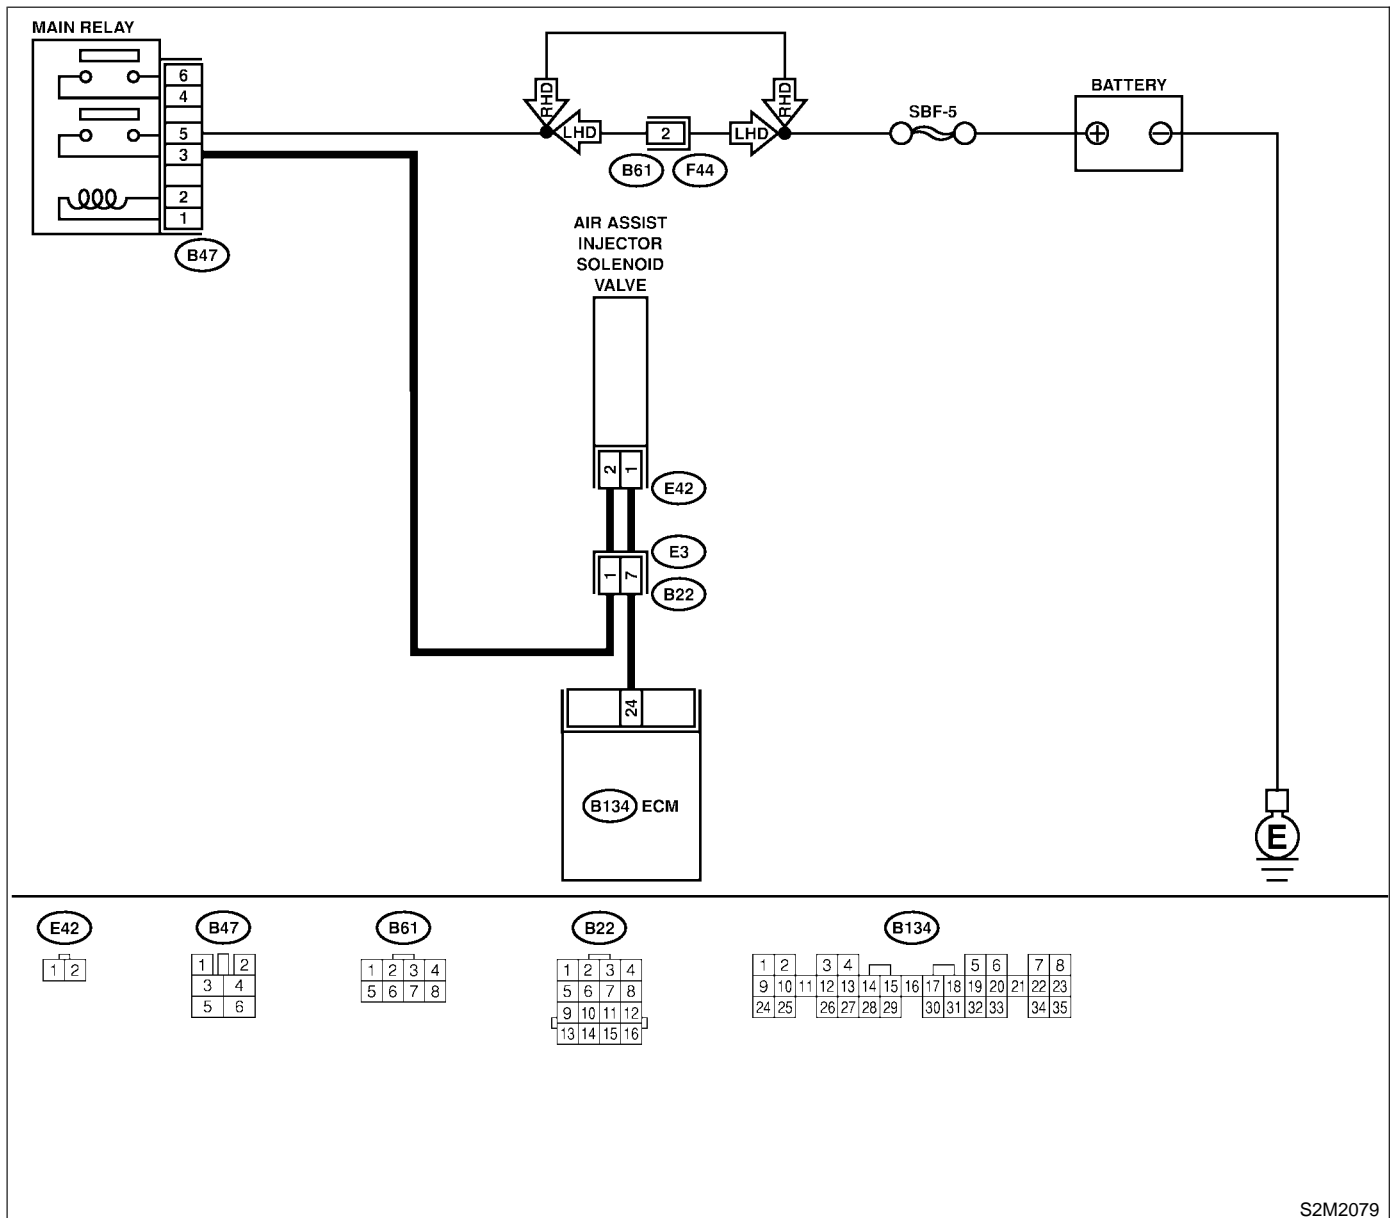 MAIN RELAY
6
4
5
3
2
1
B47
RHD
LHD
2
LHD
RHD
B61
F44
SBF-5
BATTERY
+
−
AIR ASSIST
INJECTOR
SOLENOID
VALVE
2 1
E42
E3
1 7
B22
24
B134 ECM
E
E42
1 2
B47
1 2
3 4
5 6
B61
1 2 3 4
5 6 7 8
B22
1 2 3 4
5 6 7 8
9 10 11 12
13 14 15 16
B134
1 2 3 4 5 6 7 8
9 10 11 12 13 14 15 16 17 18 19 20 21 22 23
24 25 26 27 28 29 30 31 32 33 34 35
S2M2079